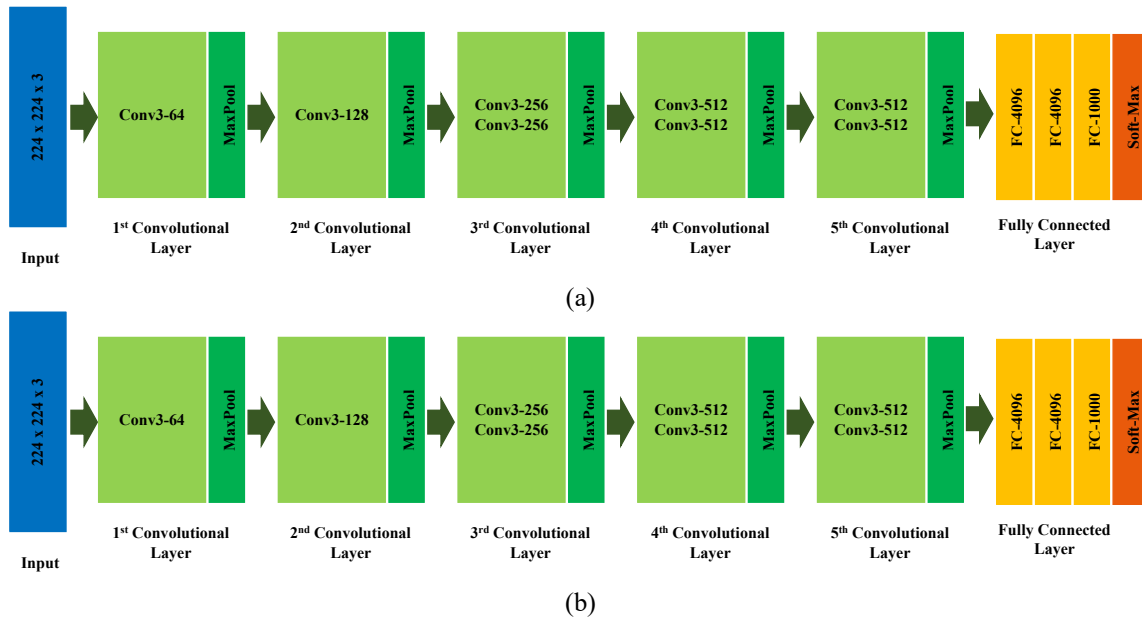 224 x 224 x 3
Conv3-64
MaxPool
Conv3-128
MaxPool
Conv3-256
Conv3-256
MaxPool
Conv3-512
Conv3-512
MaxPool
Conv3-512
Conv3-512
MaxPool
FC-4096
FC-4096
FC-1000
Soft-Max
Input
1st Convolutional
Layer
2nd Convolutional
Layer
3rd Convolutional
Layer
4th Convolutional
Layer
5th Convolutional
Layer
Fully Connected
Layer
(a)
224 x 224 x 3
Conv3-64
MaxPool
Conv3-128
MaxPool
Conv3-256
Conv3-256
MaxPool
Conv3-512
Conv3-512
MaxPool
Conv3-512
Conv3-512
MaxPool
FC-4096
FC-4096
FC-1000
Soft-Max
Input
1st Convolutional
Layer
2nd Convolutional
Layer
3rd Convolutional
Layer
4th Convolutional
Layer
5th Convolutional
Layer
Fully Connected
Layer
(b)